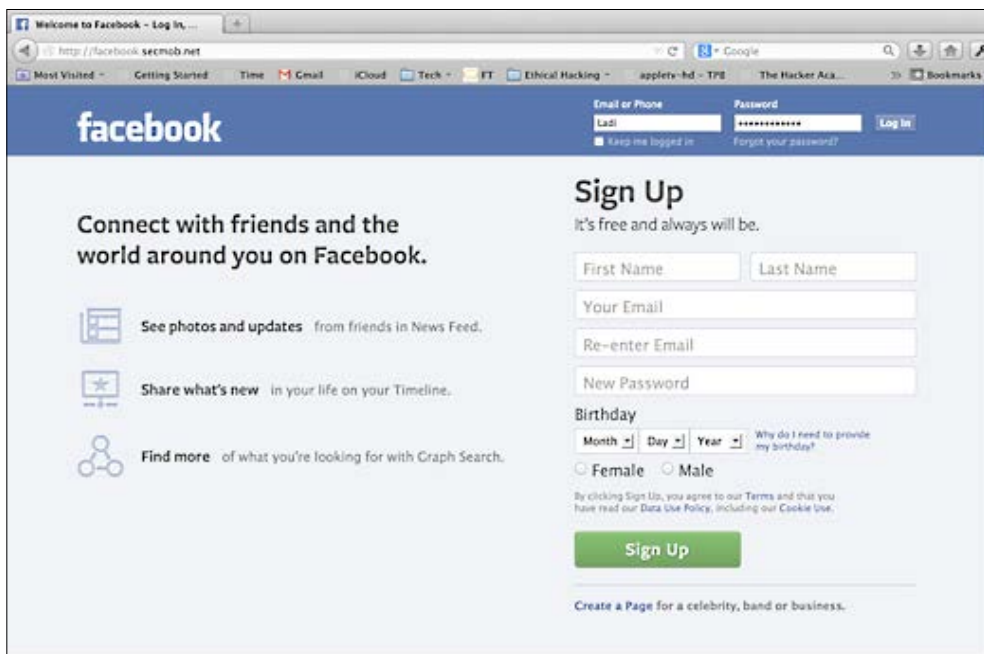 Welcome to Facebook - Log In, ...
http://facebook.secmob.net
Google
Most Visited Getting Started Time Gmail iCloud Tech FT Ethical Hacking appletv-hd - TPB The Hacker Aca... Bookmarks
Email or Phone Password
facebook
Ladi Log In
Keep me logged in Forgot your password?
Sign Up
It's free and always will be.
Connect with friends and the
world around you on Facebook.
First Name Last Name
Your Email
See photos and updates from friends in News Feed.
Re-enter Email
New Password
Share what's new in your life on your Timeline.
Birthday
Month Day Year
Why do I need to provide
my birthday?
Find more of what you're looking for with Graph Search.
Female Male
By clicking Sign Up, you agree to our Terms and that you
have read our Data Use Policy, including our Cookie Use.
Sign Up
Create a Page for a celebrity, band or business.